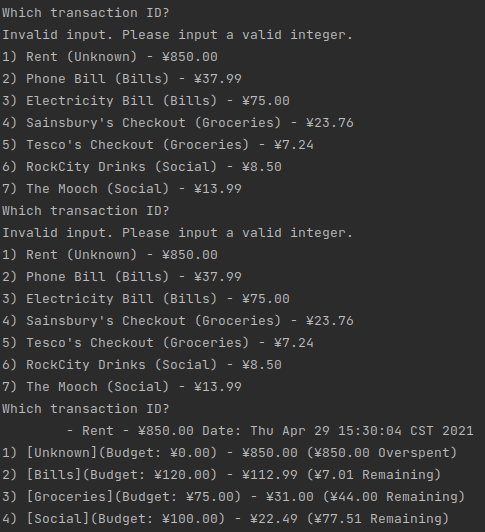 Which transaction ID?
Invalid input. Please input a valid integer.
1) Rent (Unknown) - ¥850.00
2) Phone Bill (Bills) - ¥37.99
3) Electricity Bill (Bills) - ¥75.00
4) Sainsbury's Checkout (Groceries) - ¥23.76
5) Tesco's Checkout (Groceries) - ¥7.24
6) RockCity Drinks (Social) - ¥8.50
7) The Mooch (Social) - ¥13.99
Which transaction ID?
Invalid input. Please input a valid integer.
1) Rent (Unknown) - ¥850.00
2) Phone Bill (Bills) - ¥37.99
3) Electricity Bill (Bills) - ¥75.00
4) Sainsbury's Checkout (Groceries) - ¥23.76
5) Tesco's Checkout (Groceries) - ¥7.24
6) RockCity Drinks (Social) - ¥8.50
7) The Mooch (Social) - ¥13.99
Which transaction ID?
- Rent - ¥850.00 Date: Thu Apr 29 15:30:04 CST 2021
1) [Unknown](Budget: ¥0.00) - ¥850.00 (¥850.00 Overspent)
2) [Bills](Budget: ¥120.00) - ¥112.99 (¥7.01 Remaining)
3) [Groceries](Budget: ¥75.00) - ¥31.00 (¥44.00 Remaining)
4) [Social](Budget: ¥100.00) - ¥22.49 (¥77.51 Remaining)